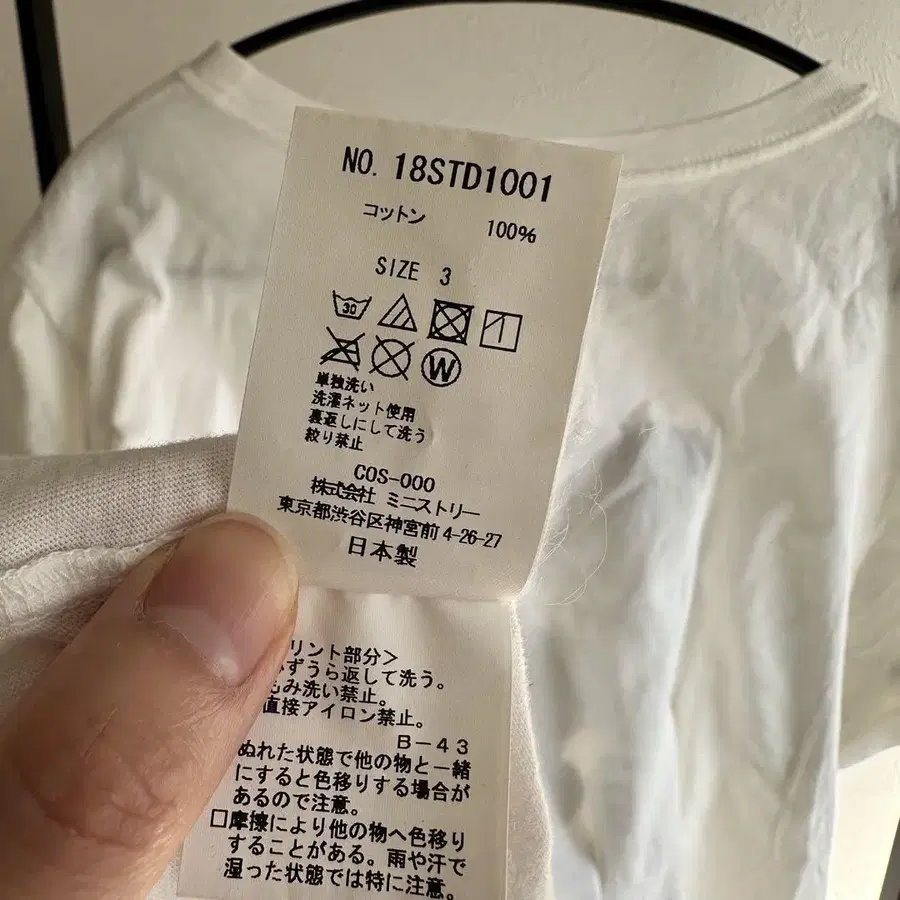 NO. 18STD1001
コットン 100%
SIZE 3
30
W
単独洗い
洗濯ネット使用
裏返しにして洗う
絞り禁止
COS-000
株式会社 ミニストリー
東京都渋谷区神宮前 4-26-27
日本製
リント部分>
ずうら返して洗う。
もみ洗い禁止。
直接アイロン禁止。
B-43
ぬれた状態で他の物と一緒
にすると色移りする場合が
あるので注意。
□摩擦により他の物へ色移り
することがある。雨や汗で
湿った状態では特に注意。